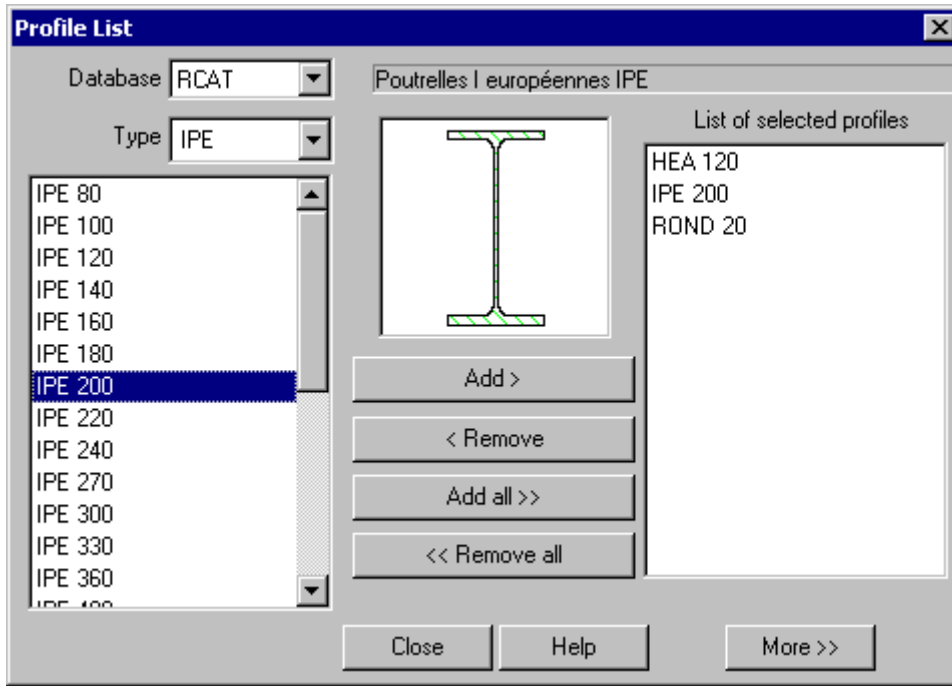 Profile List
Database RCAT
Poutrelles I européennes IPE
Type IPE
List of selected profiles
IPE 80
IPE 100
IPE 120
IPE 140
IPE 160
IPE 180
IPE 200
IPE 220
IPE 240
IPE 270
IPE 300
IPE 330
IPE 360
HEA 120
IPE 200
ROND 20
Add >
< Remove
Add all >>
<< Remove all
Close
Help
More >>